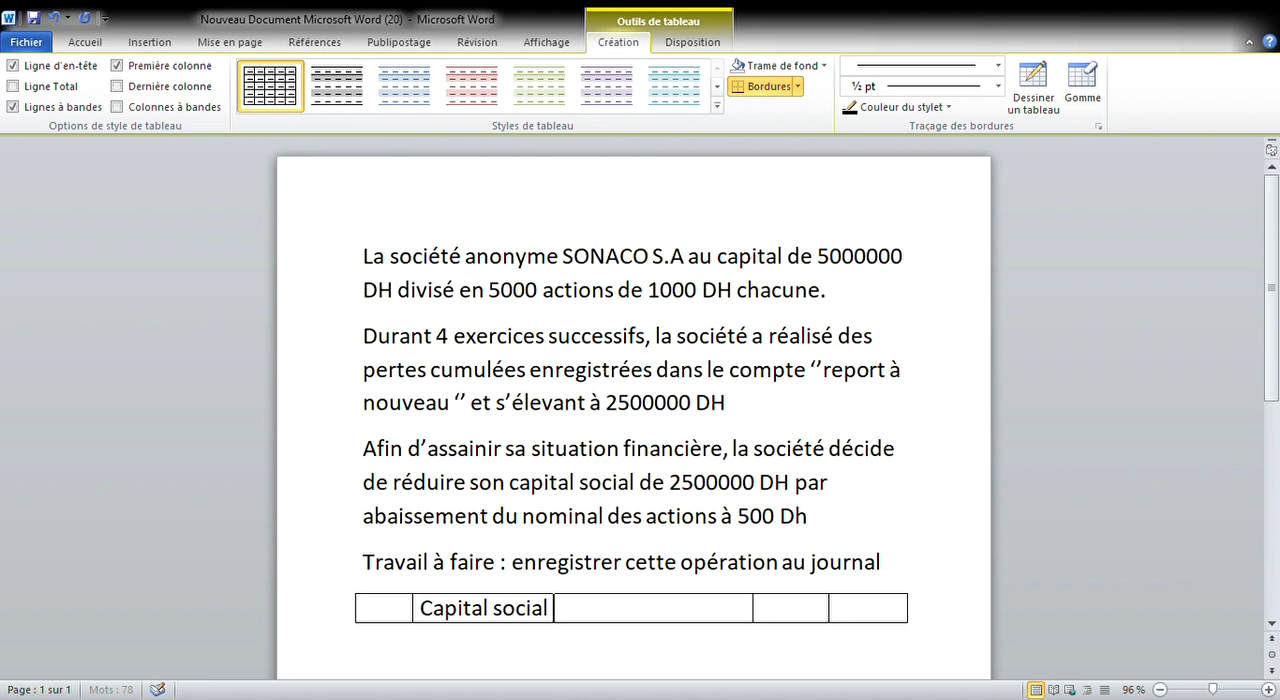 Nouveau Document Microsoft Word (20) - Microsoft Word
Outils de tableau
Fichier Accueil Insertion Mise en page Références Publipostage Révision Affichage Création Disposition
Ligne d'en-tête Première colonne
Ligne Total Dernière colonne
Lignes à bandes Colonnes à bandes
Options de style de tableau
Styles de tableau
Trame de fond
Bordures
½ pt
Couleur du stylet
Dessiner
un tableau
Gomme
Traçage des bordures
La société anonyme SONACO S.A au capital de 5000000
DH divisé en 5000 actions de 1000 DH chacune.
Durant 4 exercices successifs, la société a réalisé des
pertes cumulées enregistrées dans le compte ‘’report à
nouveau ‘’ et s’élevant à 2500000 DH
Afin d’assainir sa situation financière, la société décide
de réduire son capital social de 2500000 DH par
abaissement du nominal des actions à 500 Dh
Travail à faire : enregistrer cette opération au journal
Capital social
Page : 1 sur 1 Mots : 78 96 %